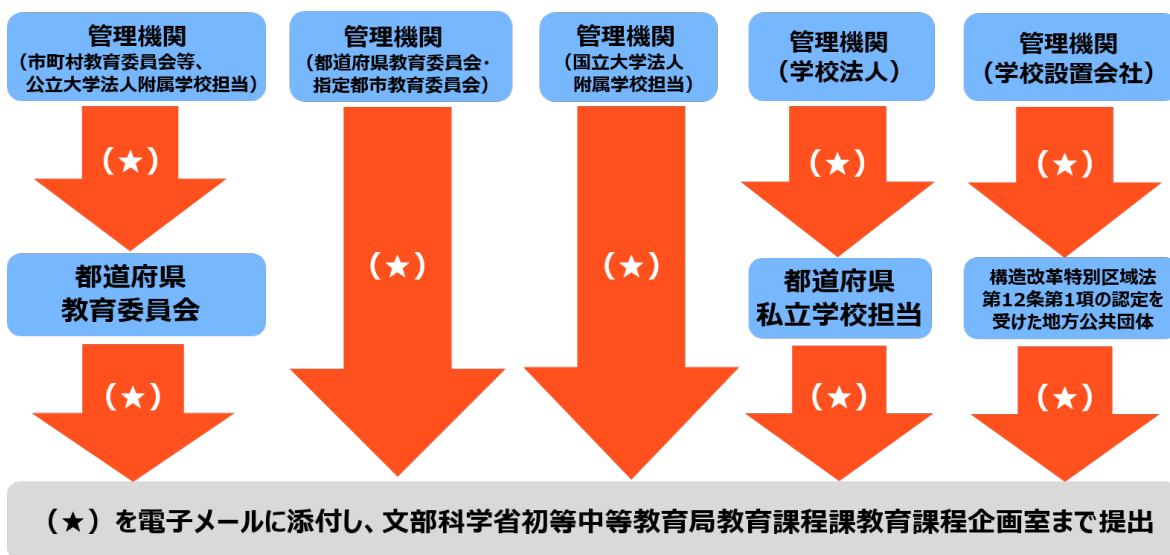 管理機関
(市町村教育委員会等、
公立大学法人附属学校担当)
管理機関
(都道府県教育委員会・
指定都市教育委員会)
管理機関
(国立大学法人
附属学校担当)
管理機関
(学校法人)
管理機関
(学校設置会社)
(★)
(★)
(★)
(★)
(★)
都道府県
教育委員会
都道府県
私立学校担当
構造改革特別区域法
第12条第1項の認定を
受けた地方公共団体
(★)
(★)
(★)
(★)を電子メールに添付し、文部科学省初等中等教育局教育課程課教育課程企画室まで提出